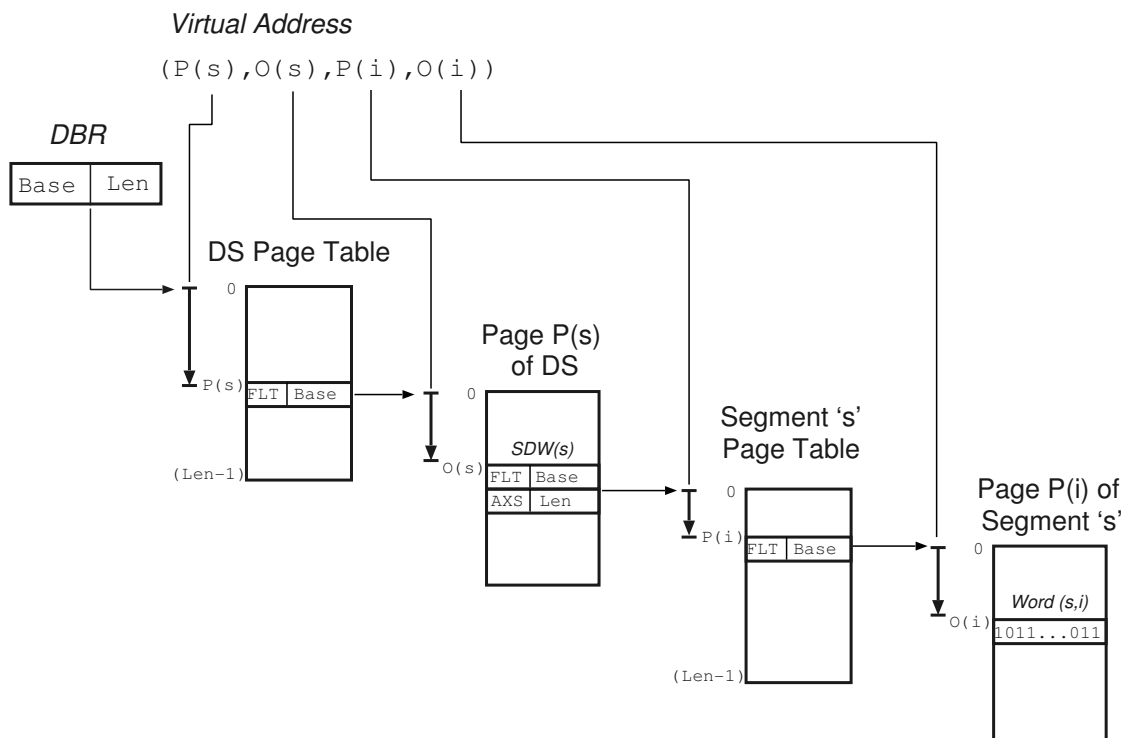 Virtual Address
(P(s),O(s),P(i),O(i))
DBR
Base Len
DS Page Table
0
P(s)
FLT Base
(Len-1)
Page P(s)
of DS
0
SDW(s)
O(s)
FLT Base
AXS Len
Segment ‘s’
Page Table
0
P(i)
FLT Base
(Len-1)
Page P(i) of
Segment ‘s’
0
Word (s,i)
O(i)
1011...011